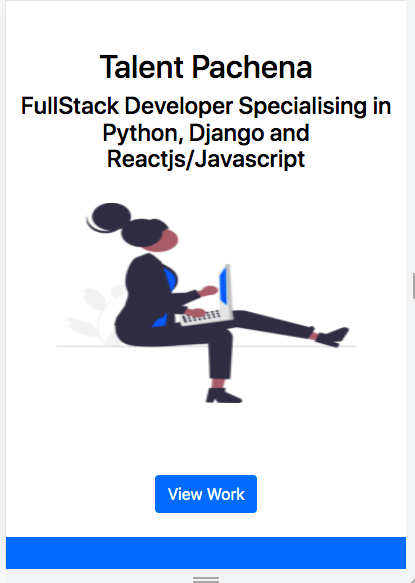 Talent Pachena
FullStack Developer Specialising in
Python, Django and
Reactjs/Javascript
View Work